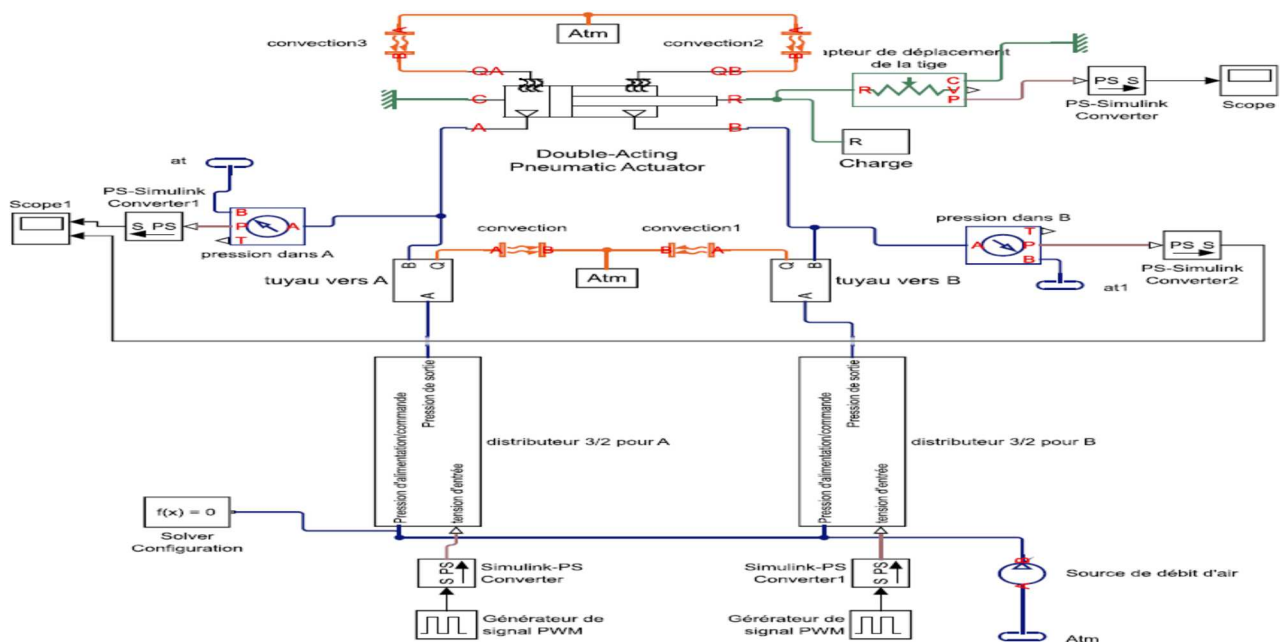 convection3
A
B
Atm
convection2
A
B
QA
QB
C
R
A
B
Double-Acting
Pneumatic Actuator
apteur de déplacement
de la tige
R
C
V
P
PS S
PS-Simulink
Converter
Scope
R
Charge
at
PS-Simulink
Converter1
Scope1
S PS
B
P
T
A
pression dans A
convection
A
B
Atm
convection1
B
A
pression dans B
A
T
P
B
at1
PS S
PS-Simulink
Converter2
B
Q
A
tuyau vers A
Q
B
A
tuyau vers B
Pression d'alimentation/commande
Pression de sortie
tension d'entrée
distributeur 3/2 pour A
Pression d'alimentation/commande
Pression de sortie
tension d'entrée
distributeur 3/2 pour B
f(x) = 0
Solver
Configuration
S PS
Simulink-PS
Converter
Générateur de
signal PWM
S PS
Simulink-PS
Converter1
Gérérateur de
signal PWM
Source de débit d'air
Atm